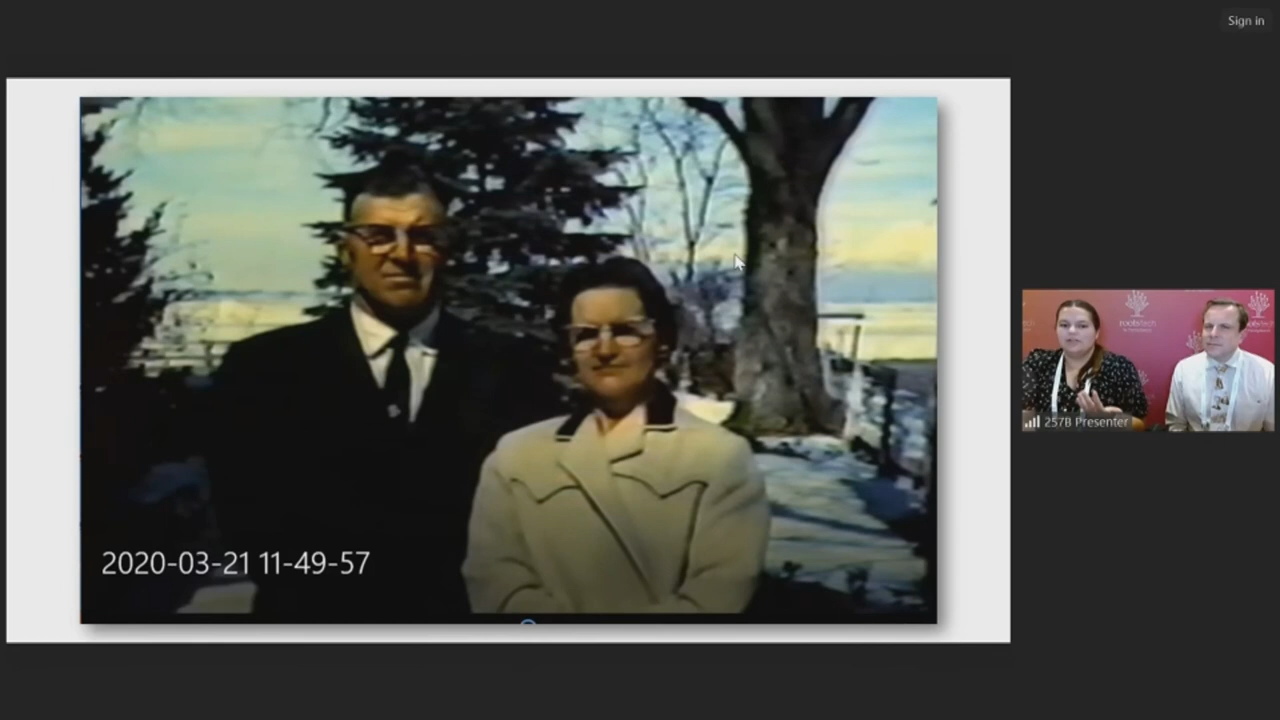 Sign in
2020-03-21 11-49-57
rootstech
257B Presenter